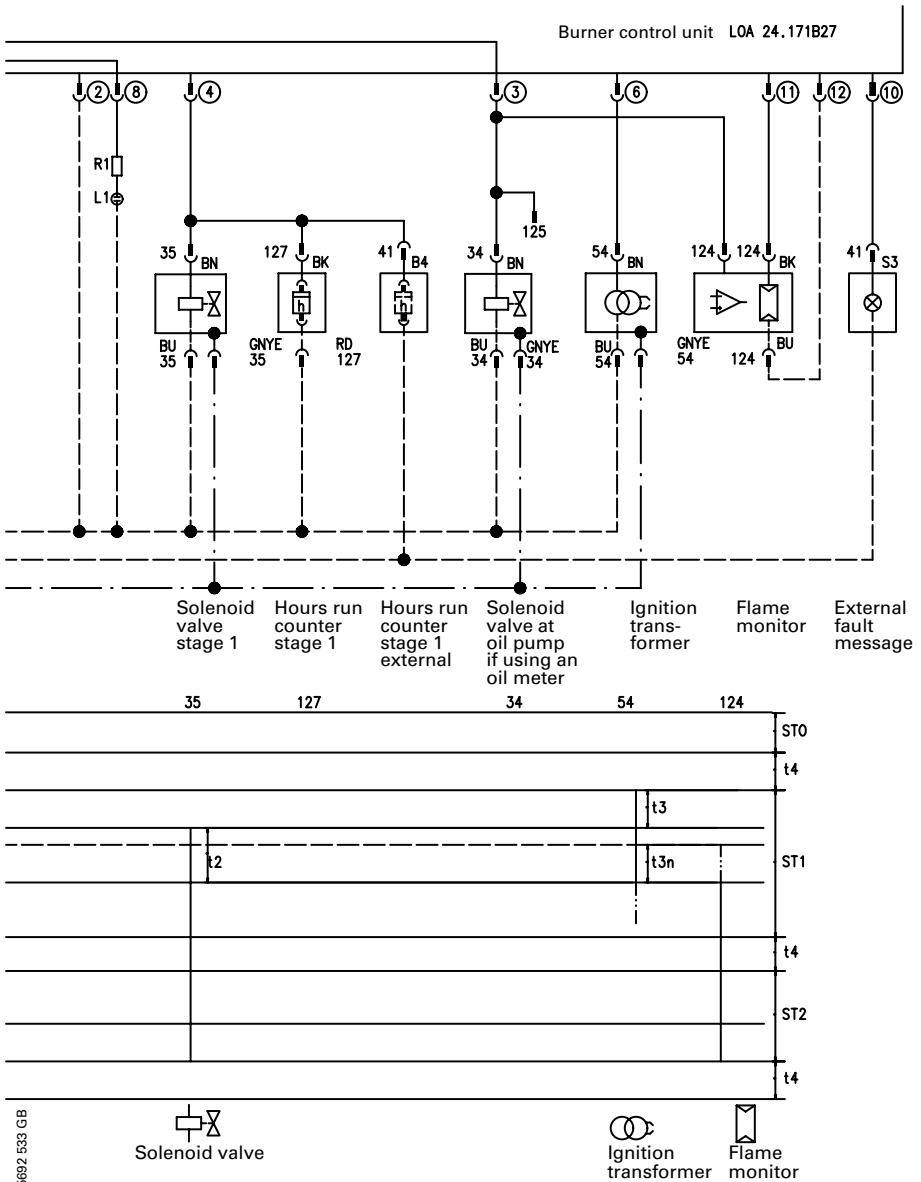 Burner control unit LOA 24.171B27
2 8 4 3 6 11 12 10
R1
L1
125
35 127 41 34 54 124 124 41
BN BK B4 BN BN BK S3
h h
BU GNYE RD BU GNYE BU GNYE BU
35 35 127 34 34 54 54 124
Solenoid valve stage 1
Hours run counter stage 1
Hours run counter stage 1 external
Solenoid valve at oil pump if using an oil meter
Ignition trans-former
Flame monitor
External fault message
35 127 34 54 124
ST0
t4
t3
t2 t3n ST1
t4
ST2
t4
5692 533 GB
Solenoid valve
Ignition transformer
Flame monitor